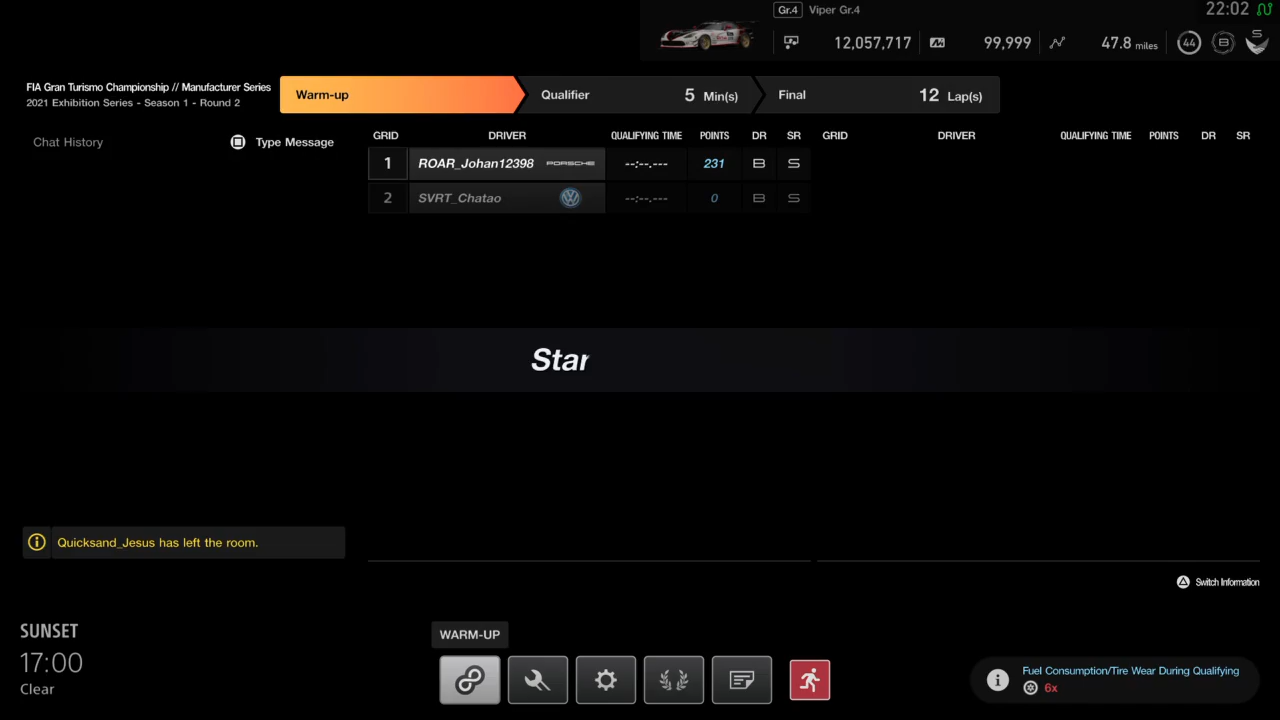 Gr.4 Viper Gr.4
22:02
12,057,717 99,999 47.8 miles 44 B S
FIA Gran Turismo Championship // Manufacturer Series
2021 Exhibition Series - Season 1 - Round 2
Warm-up
Qualifier 5 Min(s)
Final 12 Lap(s)
Chat History
Type Message
GRID DRIVER QUALIFYING TIME POINTS DR SR GRID DRIVER QUALIFYING TIME POINTS DR SR
1 ROAR_Johan12398 PORSCHE --:--.--- 231 B S
2 SVRT_Chatao --:--.--- 0 B S
Star
Quicksand_Jesus has left the room.
Switch Information
SUNSET
17:00
Clear
WARM-UP
Fuel Consumption/Tire Wear During Qualifying
6x